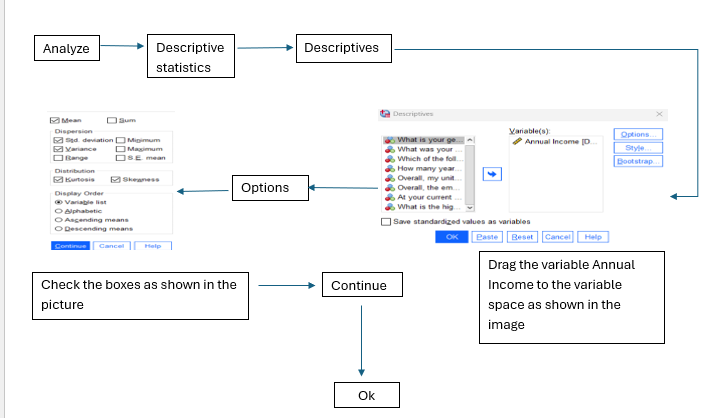 Analyze
Descriptive
statistics
Descriptives
Mean
Sum
Dispersion
Std. deviation
Minimum
Variance
Maximum
Range
S.E. mean
Distribution
Kurtosis
Skewness
Display Order
Variable list
Alphabetic
Ascending means
Descending means
Continue
Cancel
Help
Options
Descriptives
What is your ge...
What was your ...
Which of the foll...
How many year...
Overall, my unit...
Overall, the em...
At your current ...
What is the hig...
Variable(s):
Annual Income [D...
Options...
Style...
Bootstrap...
Save standardized values as variables
OK
Paste
Reset
Cancel
Help
Check the boxes as shown in the
picture
Continue
Drag the variable Annual
Income to the variable
space as shown in the
image
Ok